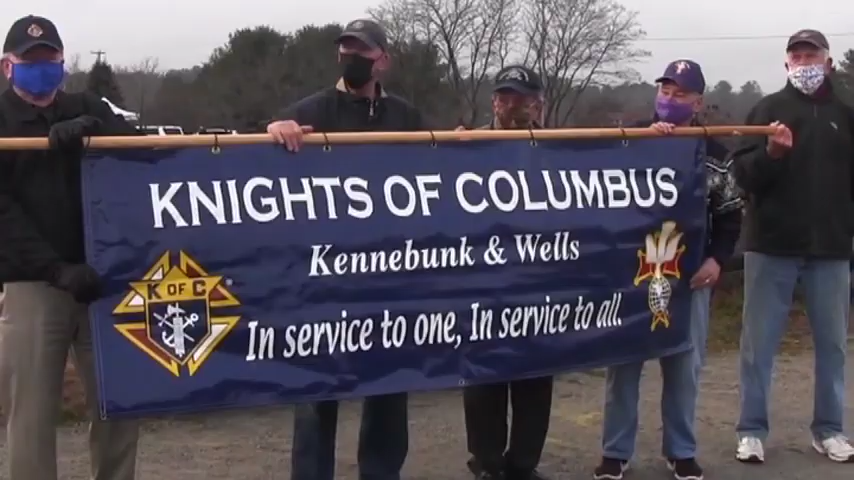 KNIGHTS OF COLUMBUS
Kennebunk & Wells
K OF C
In service to one, In service to all.